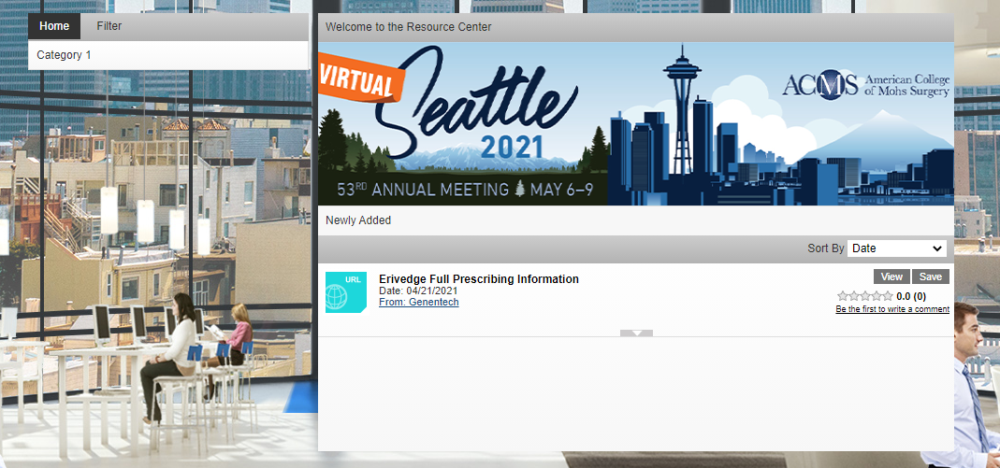 Home Filter
Category 1
Welcome to the Resource Center
VIRTUAL
Seattle
2021
53RD ANNUAL MEETING MAY 6–9
ACMS American College
of Mohs Surgery
Newly Added
Sort By Date
URL
Erivedge Full Prescribing Information
Date: 04/21/2021
From: Genentech
View Save
0.0 (0)
Be the first to write a comment